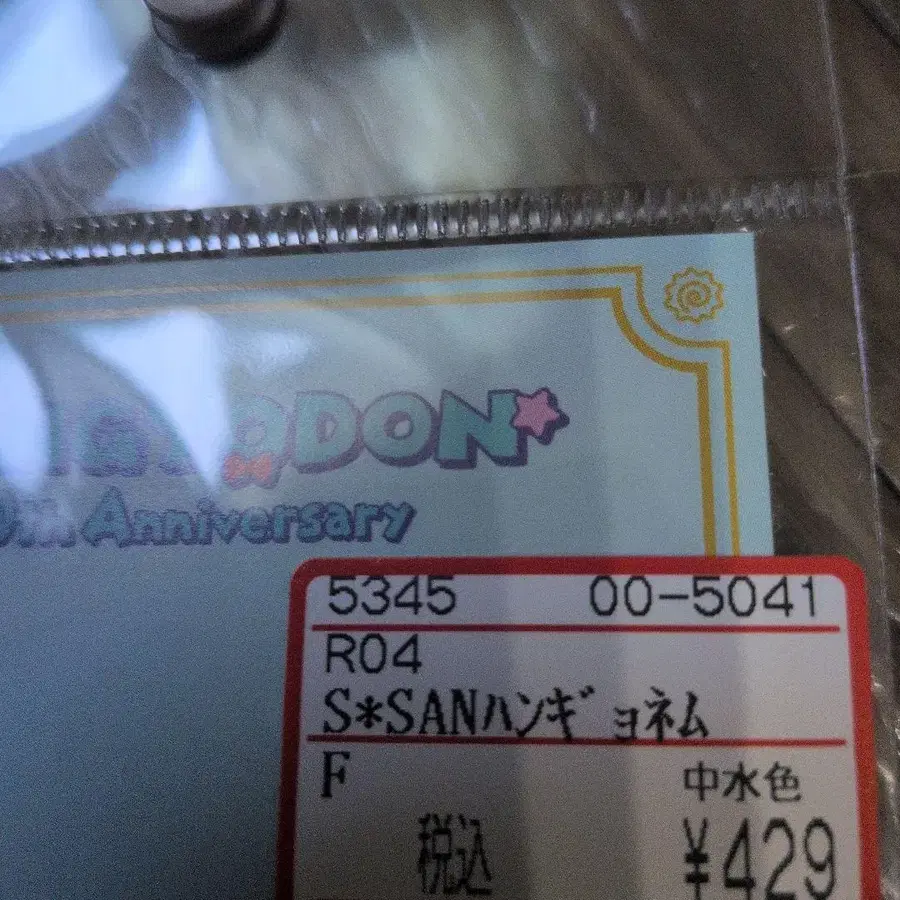 DON
Anniversary
5345 00-5041
R04
S*SANハンギョネム
F 中水色
税込 ¥429